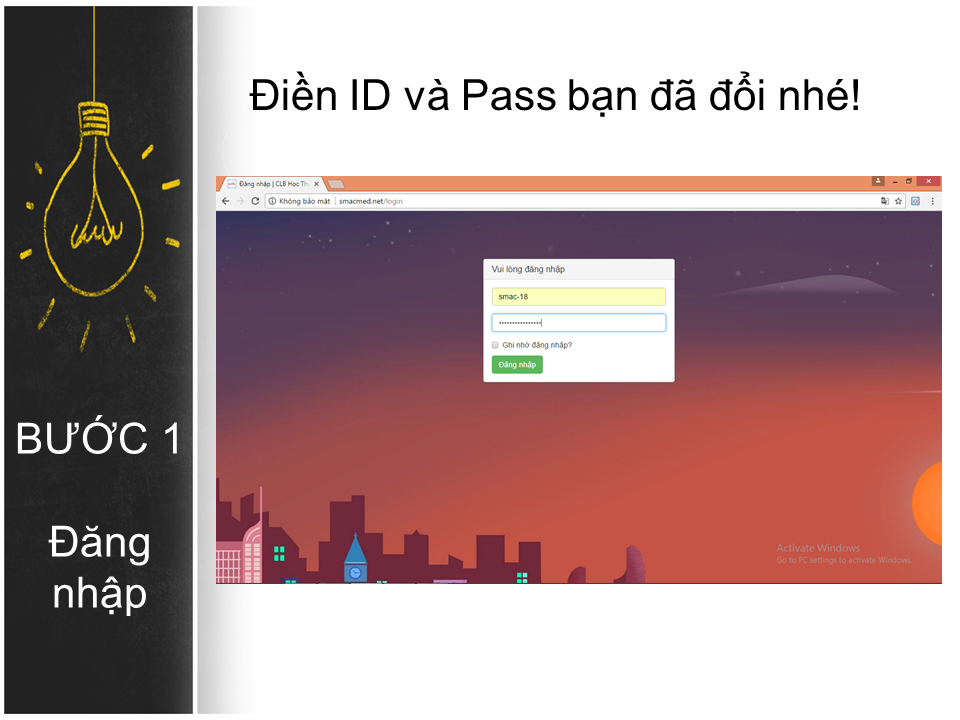 Điền ID và Pass bạn đã đổi nhé!
BƯỚC 1
Đăng
nhập
Đăng nhập | CLB Học Th
Không bảo mật
smacmed.net/login
Vui lòng đăng nhập
smac-18
Ghi nhớ đăng nhập?
Đăng nhập
Activate Windows
Go to PC settings to activate Windows.